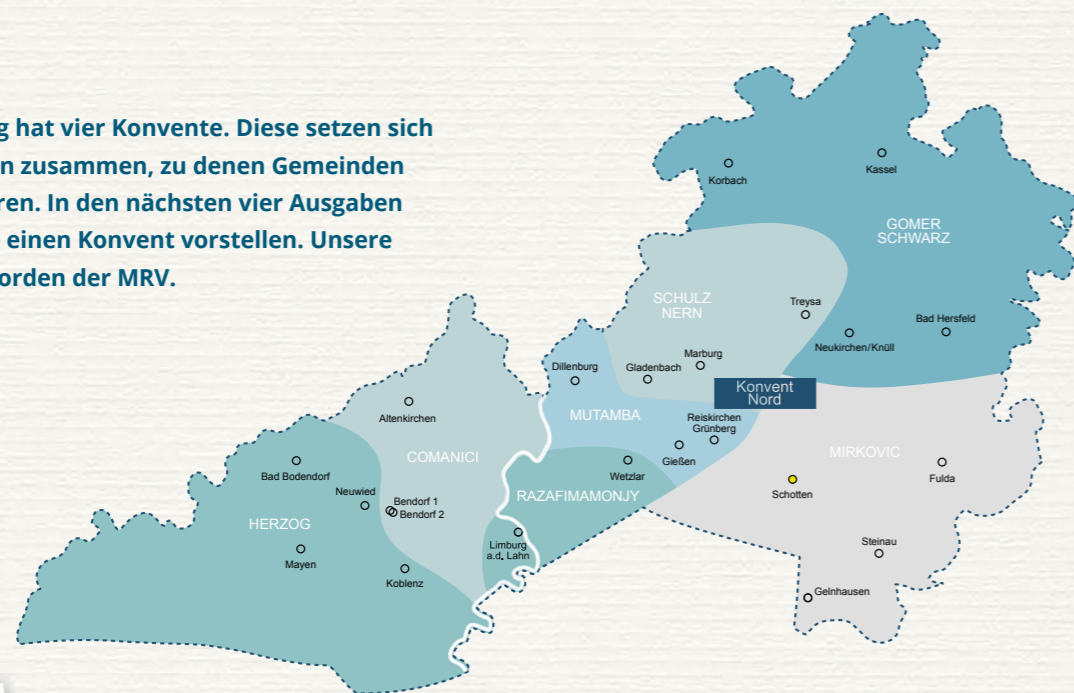 g hat vier Konvente. Diese setzen sich
n zusammen, zu denen Gemeinden
ren. In den nächsten vier Ausgaben
einen Konvent vorstellen. Unsere
orden der MRV.
Korbach
Kassel
GOMER
SCHWARZ
SCHULZ
NERN
Treysa
Neukirchen/Knüll
Bad Hersfeld
Marburg
Gladenbach
Dillenburg
Konvent
Nord
MUTAMBA
Reiskirchen
Grünberg
Gießen
Altenkirchen
COMANICI
Wetzlar
RAZAFIMAMONJY
MIRKOVIC
Schotten
Fulda
Bad Bodendorf
Neuwied
Bendorf 1
Bendorf 2
HERZOG
Mayen
Koblenz
Limburg
a.d. Lahn
Steinau
Gelnhausen